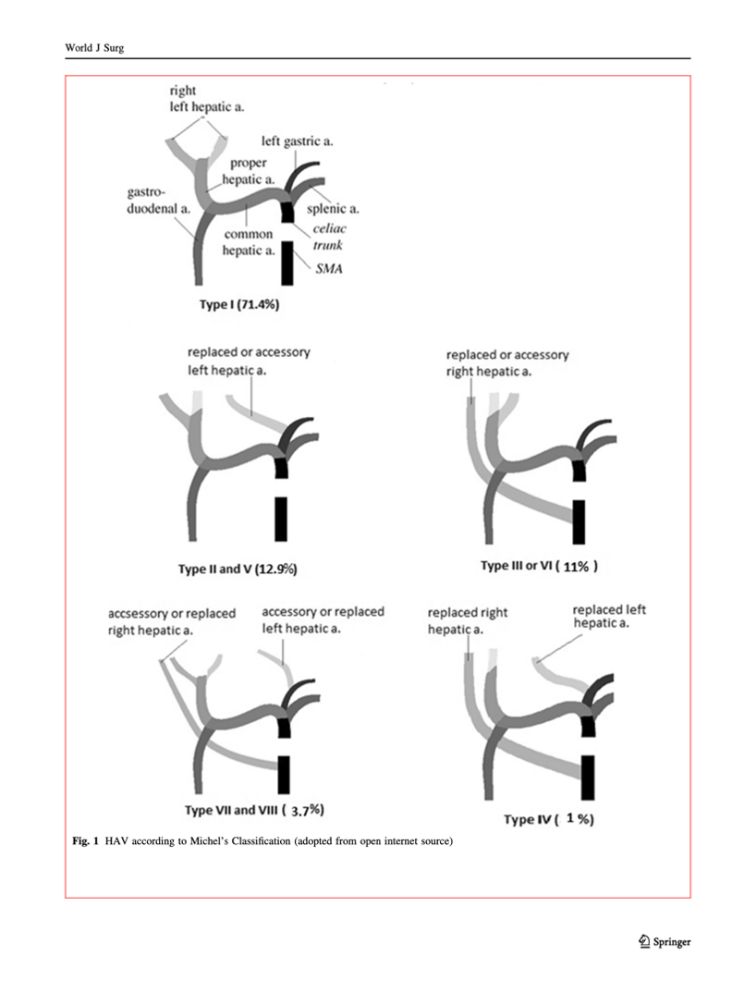 World J Surg
right
left hepatic a.
left gastric a.
proper
hepatic a.
gastro-
duodenal a.
splenic a.
common
hepatic a.
celiac
trunk
SMA
Type I (71.4%)
replaced or accessory
left hepatic a.
replaced or accessory
right hepatic a.
Type II and V (12.9%)
Type III or VI ( 11% )
accsessory or replaced
right hepatic a.
accessory or replaced
left hepatic a.
replaced right
hepatic a.
replaced left
hepatic a.
Type VII and VIII ( 3.7%)
Type IV ( 1 %)
Fig. 1 HAV according to Michel's Classification (adopted from open internet source)
Springer